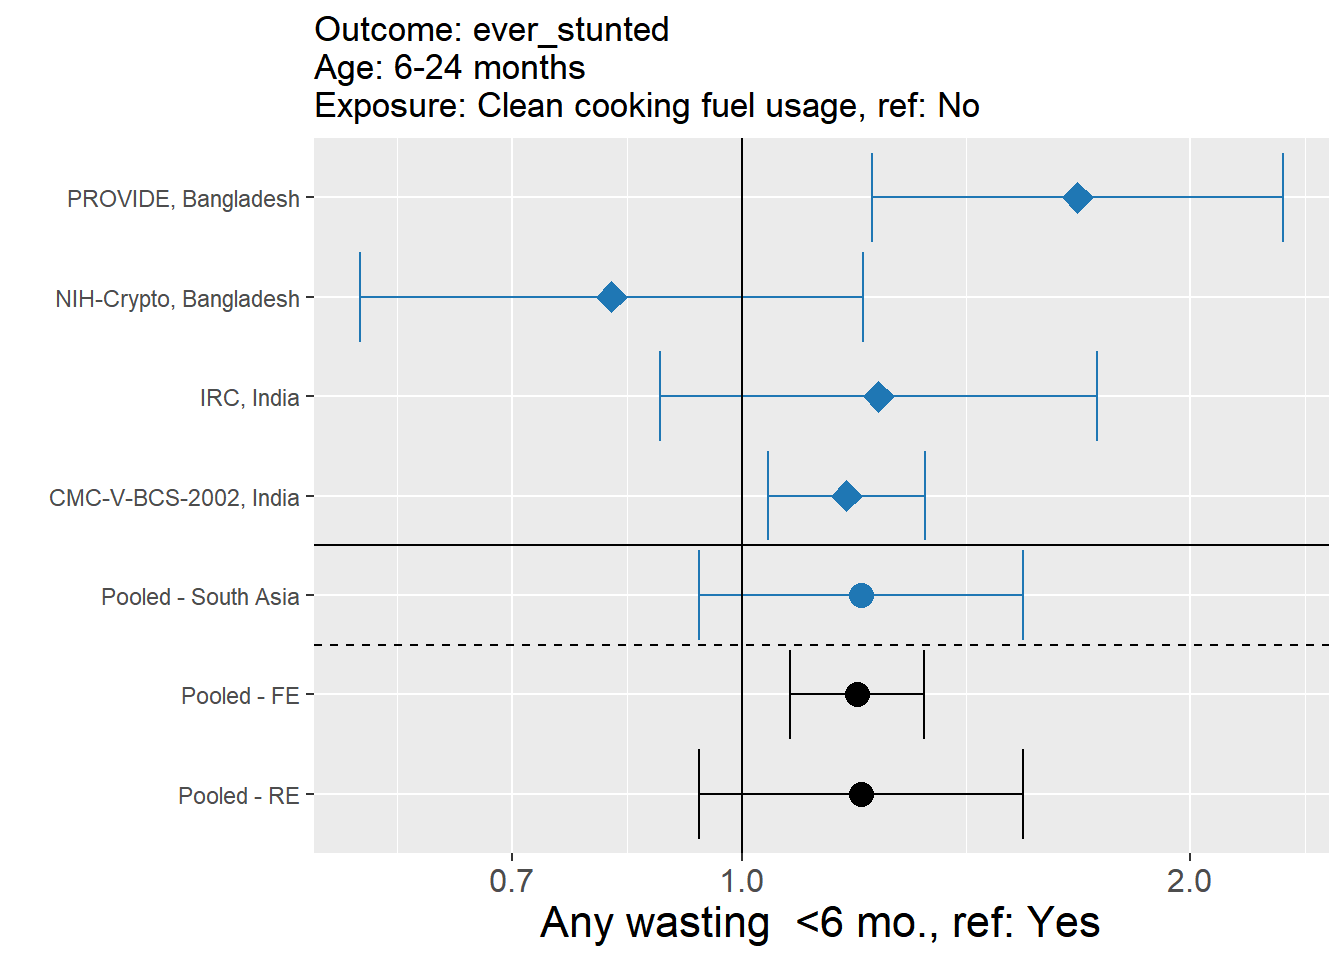 Outcome: ever_stunted
Age: 6-24 months
Exposure: Clean cooking fuel usage, ref: No
PROVIDE, Bangladesh
NIH-Crypto, Bangladesh
IRC, India
CMC-V-BCS-2002, India
Pooled - South Asia
Pooled - FE
Pooled - RE
0.7 1.0 2.0
Any wasting  <6 mo., ref: Yes